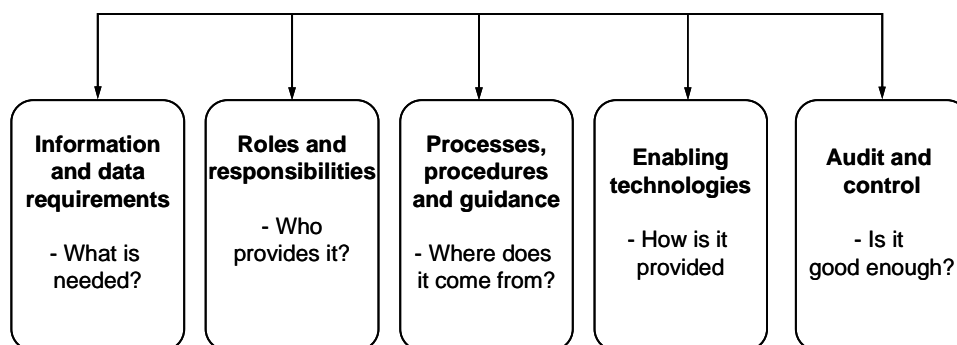 Information
and data
requirements
- What is
needed?
Roles and
responsibilities
- Who
provides it?
Processes,
procedures
and guidance
- Where does
it come from?
Enabling
technologies
- How is it
provided
Audit and
control
- Is it
good enough?